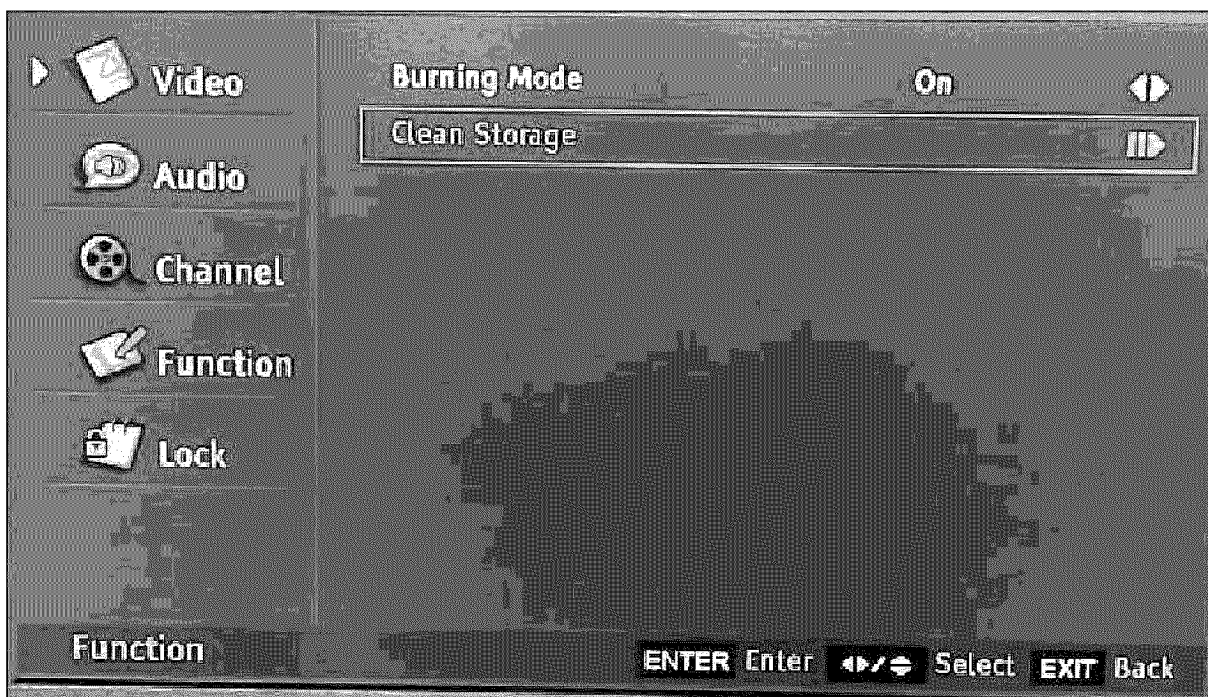 Video
Audio
Channel
Function
Lock
Burning Mode On
Clean Storage
Function
ENTER Enter Select EXIT Back